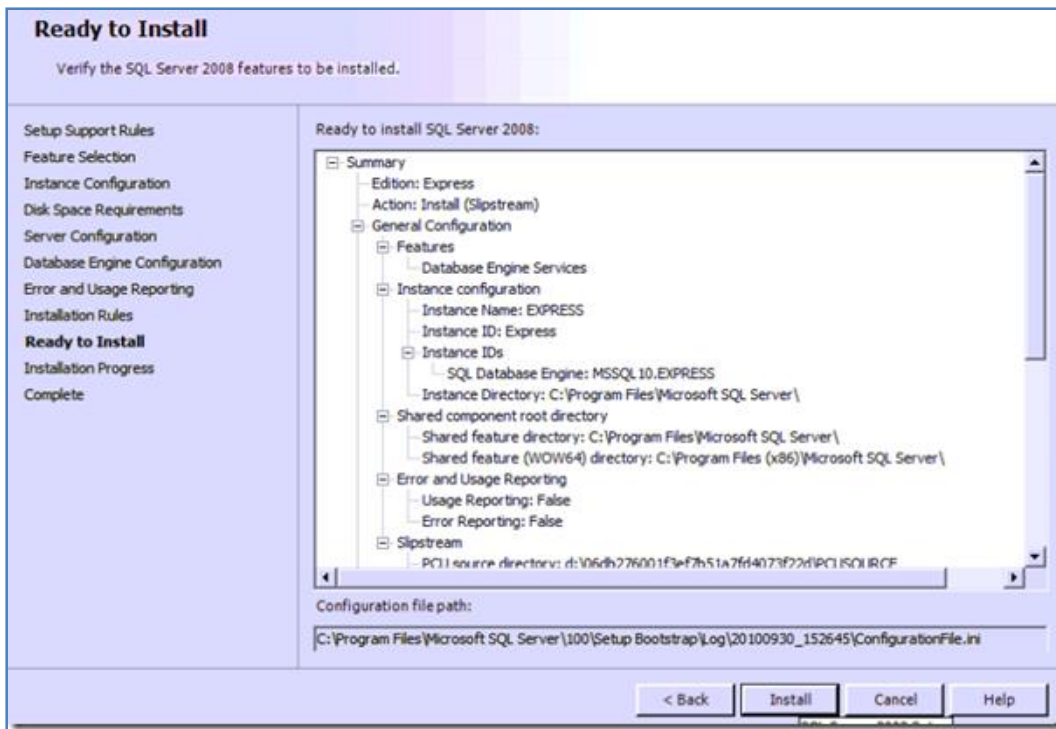 Ready to Install
Verify the SQL Server 2008 features to be installed.
Setup Support Rules
Feature Selection
Instance Configuration
Disk Space Requirements
Server Configuration
Database Engine Configuration
Error and Usage Reporting
Installation Rules
Ready to Install
Installation Progress
Complete
Ready to install SQL Server 2008:
Summary
Edition: Express
Action: Install (Slipstream)
General Configuration
Features
Database Engine Services
Instance configuration
Instance Name: EXPRESS
Instance ID: Express
Instance IDs
SQL Database Engine: MSSQL10.EXPRESS
Instance Directory: C:\Program Files\Microsoft SQL Server\
Shared component root directory
Shared feature directory: C:\Program Files\Microsoft SQL Server\
Shared feature (WOW64) directory: C:\Program Files (x86)\Microsoft SQL Server\
Error and Usage Reporting
Usage Reporting: False
Error Reporting: False
Slipstream
PCU source directory: d:\06db276001f3ef7b51a7fd4073f22d\PCUSOURCE
Configuration file path:
C:\Program Files\Microsoft SQL Server\100\Setup Bootstrap\Log\20100930_152645\ConfigurationFile.ini
< Back
Install
Cancel
Help